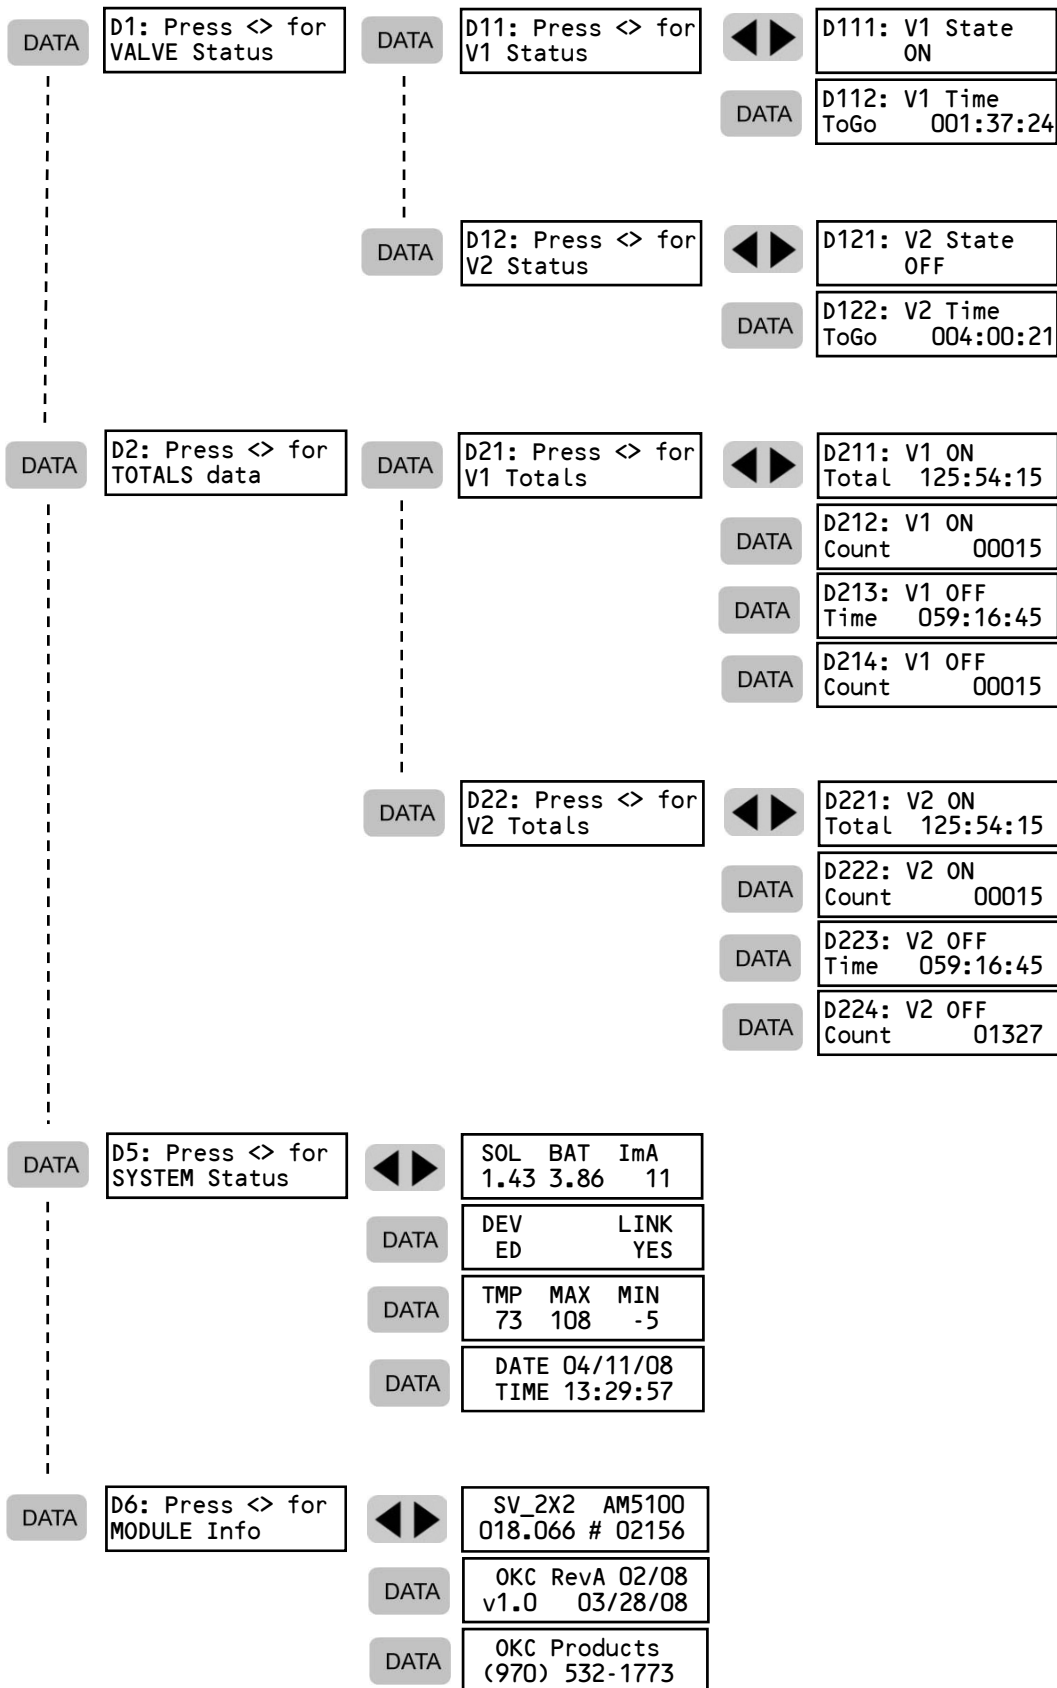 DATA
D1: Press <> for
VALVE Status
DATA
D11: Press <> for
V1 Status
D111: V1 State
ON
DATA
D112: V1 Time
ToGo 001:37:24
DATA
D12: Press <> for
V2 Status
D121: V2 State
OFF
DATA
D122: V2 Time
ToGo 004:00:21
DATA
D2: Press <> for
TOTALS data
DATA
D21: Press <> for
V1 Totals
D211: V1 ON
Total 125:54:15
DATA
D212: V1 ON
Count 00015
DATA
D213: V1 OFF
Time 059:16:45
DATA
D214: V1 OFF
Count 00015
DATA
D22: Press <> for
V2 Totals
D221: V2 ON
Total 125:54:15
DATA
D222: V2 ON
Count 00015
DATA
D223: V2 OFF
Time 059:16:45
DATA
D224: V2 OFF
Count 01327
DATA
D5: Press <> for
SYSTEM Status
SOL BAT ImA
1.43 3.86 11
DATA
DEV LINK
ED YES
DATA
TMP MAX MIN
73 108 -5
DATA
DATE 04/11/08
TIME 13:29:57
DATA
D6: Press <> for
MODULE Info
SV_2X2 AM5100
018.066 # 02156
DATA
OKC RevA 02/08
v1.0 03/28/08
DATA
OKC Products
(970) 532-1773